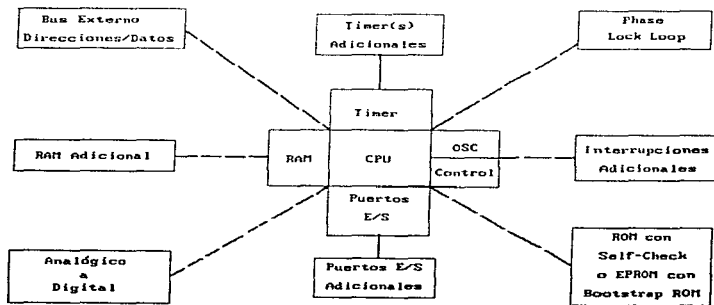 Bus Externo
Direcciones/Datos
Timer(s)
Adicionales
Phase
Lock Loop
Timer
RAM Adicional
RAM
CPU
OSC
Control
Interrupciones
Adicionales
Puertos
E/S
Analógico
a
Digital
Puertos E/S
Adicionales
ROM con
Self-Check
o EPROM con
Bootstrap ROM